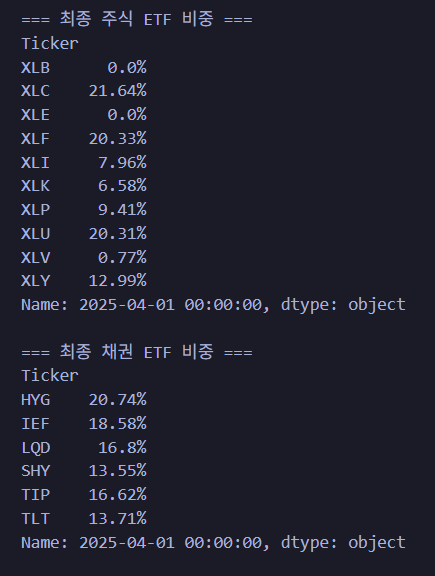 === 최종 주식 ETF 비중 ===
Ticker
XLB 0.0%
XLC 21.64%
XLE 0.0%
XLF 20.33%
XLI 7.96%
XLK 6.58%
XLP 9.41%
XLU 20.31%
XLV 0.77%
XLY 12.99%
Name: 2025-04-01 00:00:00, dtype: object
=== 최종 채권 ETF 비중 ===
Ticker
HYG 20.74%
IEF 18.58%
LQD 16.8%
SHY 13.55%
TIP 16.62%
TLT 13.71%
Name: 2025-04-01 00:00:00, dtype: object